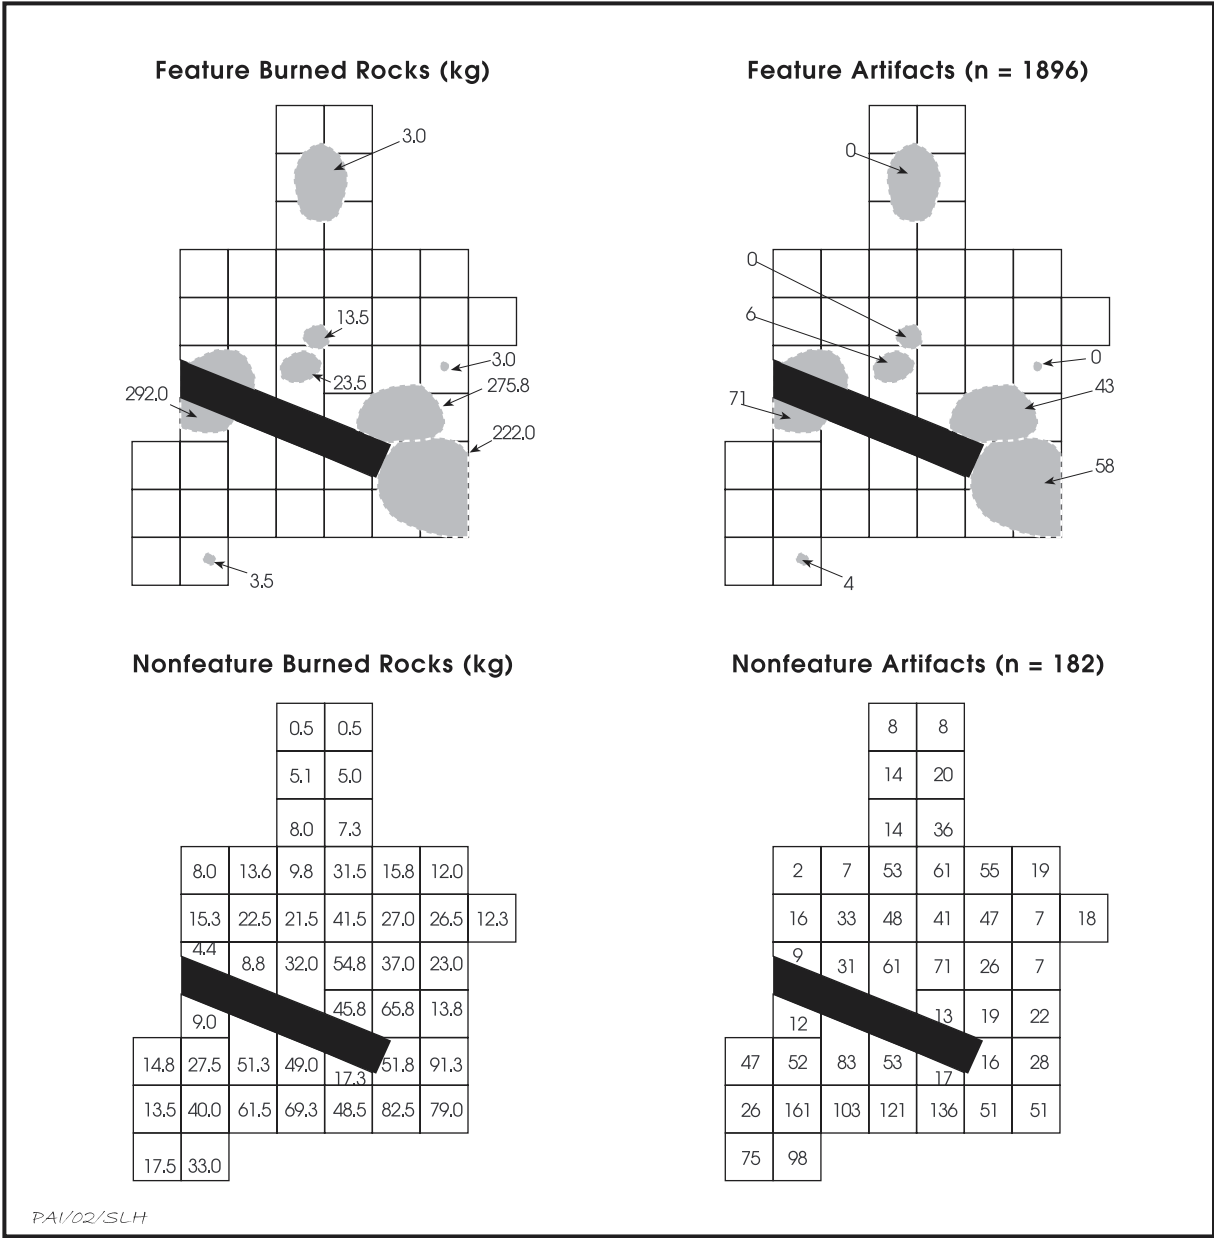 Feature Burned Rocks (kg)
3.0
13.5
3.0
23.5
275.8
292.0
222.0
3.5
Feature Artifacts (n = 1896)
0
0
6
0
43
71
58
4
Nonfeature Burned Rocks (kg)
0.5 0.5
5.1 5.0
8.0 7.3
8.0 13.6 9.8 31.5 15.8 12.0
15.3 22.5 21.5 41.5 27.0 26.5 12.3
4.4
8.8 32.0 54.8 37.0 23.0
45.8 65.8 13.8
9.0
14.8 27.5 51.3 49.0 51.8 91.3
17.3
13.5 40.0 61.5 69.3 48.5 82.5 79.0
17.5 33.0
Nonfeature Artifacts (n = 182)
8 8
14 20
14 36
2 7 53 61 55 19
16 33 48 41 47 7 18
9
31 61 71 26 7
13 19 22
12
47 52 83 53 16 28
17
26 161 103 121 136 51 51
75 98
PAI/02/SLH